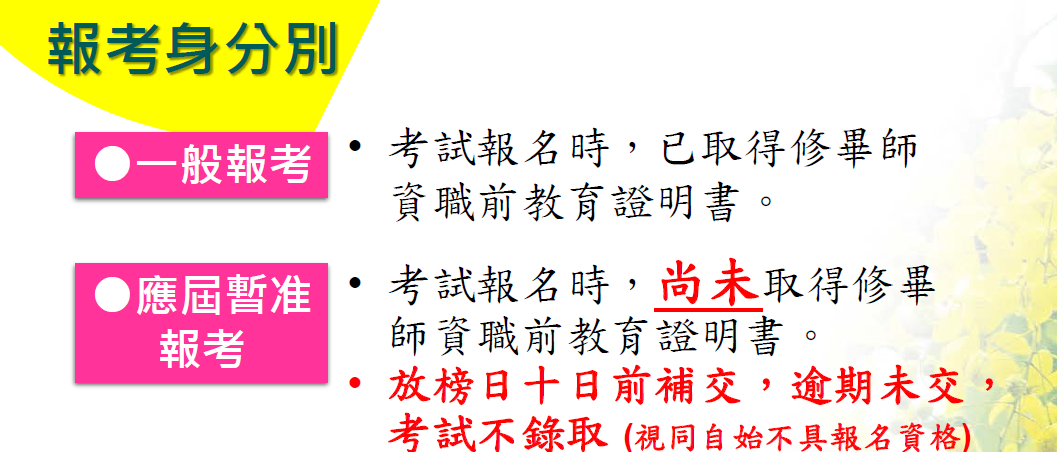 報考身分別
●一般報考
• 考試報名時，已取得修畢師
資職前教育證明書。
●應屆暫准
報考
• 考試報名時，尚未取得修畢
師資職前教育證明書。
• 放榜日十日前補交，逾期未交，
考試不錄取 (視同自始不具報名資格)